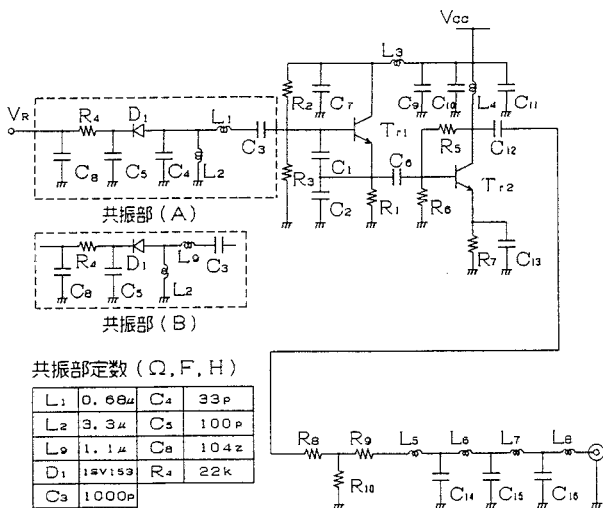 Vcc
L3
R2
C7
C9
C10
L4
C11
VR
R4
D1
L1
Tr1
C3
R5
C12
C8
C5
C4
L2
C1
C6
Tr2
R3
C2
R1
R6
共振部（A）
R7
C13
R4
D1
L9
C3
C8
C5
L2
共振部（B）
共振部定数（Ω,F,H）
L1 0.68μ C4 33p
L2 3.3μ C5 100p
L9 1.1μ C8 104z
D1 1SV153 R4 22k
C3 1000p
R8
R9
L5
L6
L7
L8
R10
C14
C15
C16